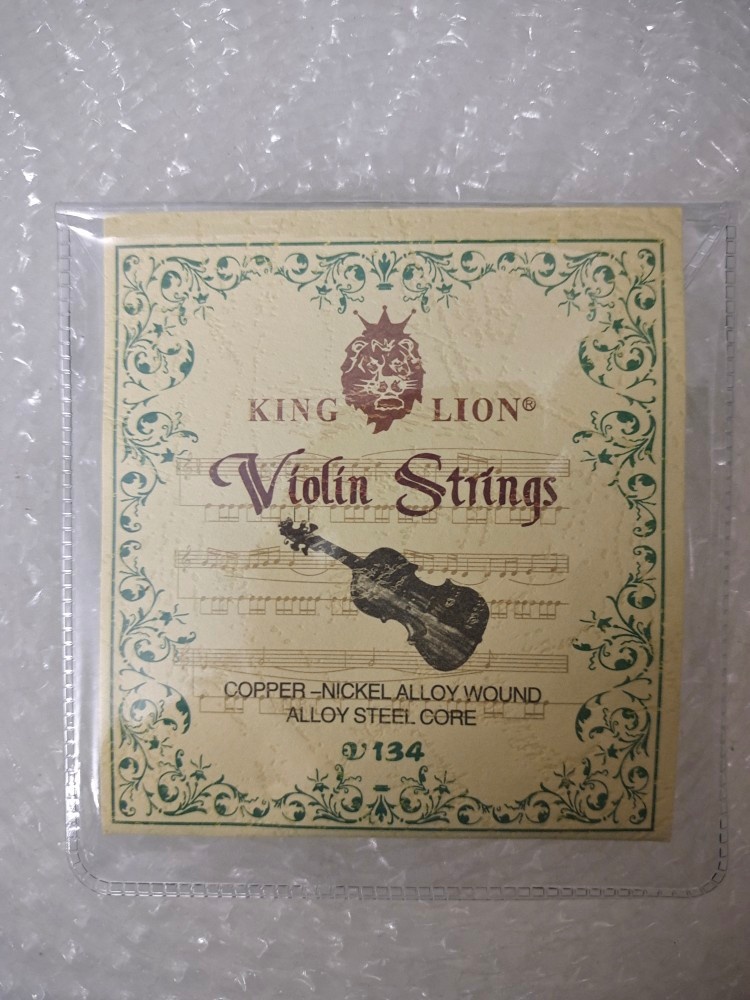 KING LION®
Violin Strings
COPPER –NICKEL ALLOY WOUND
ALLOY STEEL CORE
V134